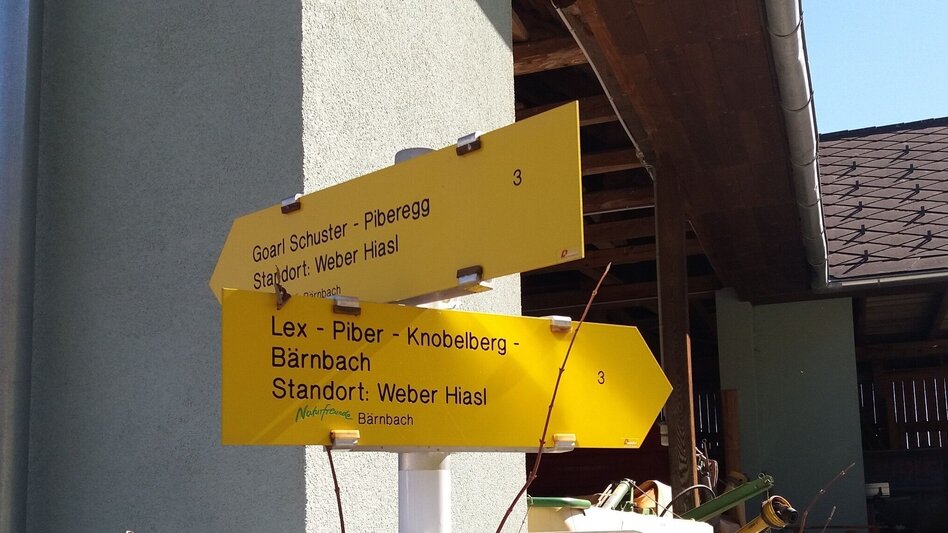 Goarl Schuster - Piberegg
3
Standort: Weber Hiasl
Bärnbach
Lex - Piber - Knobelberg -
Bärnbach
3
Standort: Weber Hiasl
Naturfreunde Bärnbach